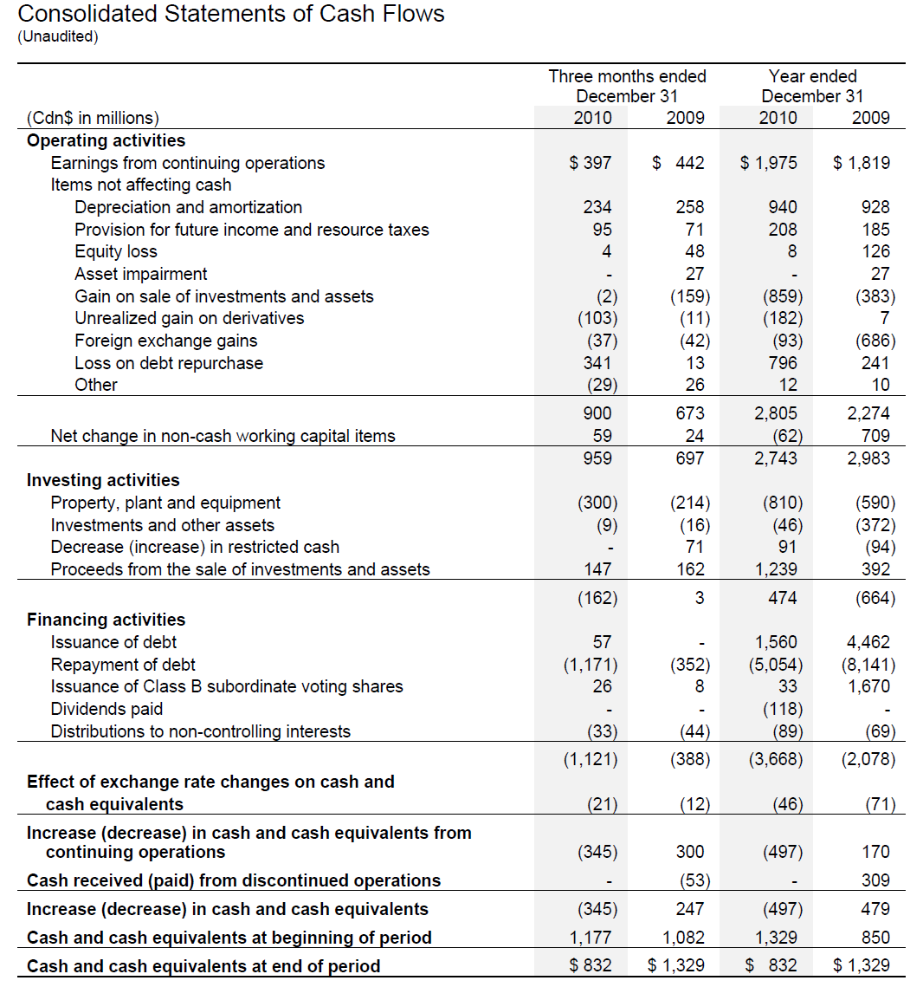 Consolidated Statements of Cash Flows
(Unaudited)
Three months ended Year ended
December 31 December 31
(Cdn$ in millions) 2010 2009 2010 2009
Operating activities
Earnings from continuing operations $ 397 $ 442 $ 1,975 $ 1,819
Items not affecting cash
Depreciation and amortization 234 258 940 928
Provision for future income and resource taxes 95 71 208 185
Equity loss 4 48 8 126
Asset impairment - 27 - 27
Gain on sale of investments and assets (2) (159) (859) (383)
Unrealized gain on derivatives (103) (11) (182) 7
Foreign exchange gains (37) (42) (93) (686)
Loss on debt repurchase 341 13 796 241
Other (29) 26 12 10
900 673 2,805 2,274
Net change in non-cash working capital items 59 24 (62) 709
959 697 2,743 2,983
Investing activities
Property, plant and equipment (300) (214) (810) (590)
Investments and other assets (9) (16) (46) (372)
Decrease (increase) in restricted cash - 71 91 (94)
Proceeds from the sale of investments and assets 147 162 1,239 392
(162) 3 474 (664)
Financing activities
Issuance of debt 57 - 1,560 4,462
Repayment of debt (1,171) (352) (5,054) (8,141)
Issuance of Class B subordinate voting shares 26 8 33 1,670
Dividends paid - - (118) -
Distributions to non-controlling interests (33) (44) (89) (69)
(1,121) (388) (3,668) (2,078)
Effect of exchange rate changes on cash and
cash equivalents (21) (12) (46) (71)
Increase (decrease) in cash and cash equivalents from
continuing operations (345) 300 (497) 170
Cash received (paid) from discontinued operations - (53) - 309
Increase (decrease) in cash and cash equivalents (345) 247 (497) 479
Cash and cash equivalents at beginning of period 1,177 1,082 1,329 850
Cash and cash equivalents at end of period $ 832 $ 1,329 $ 832 $ 1,329